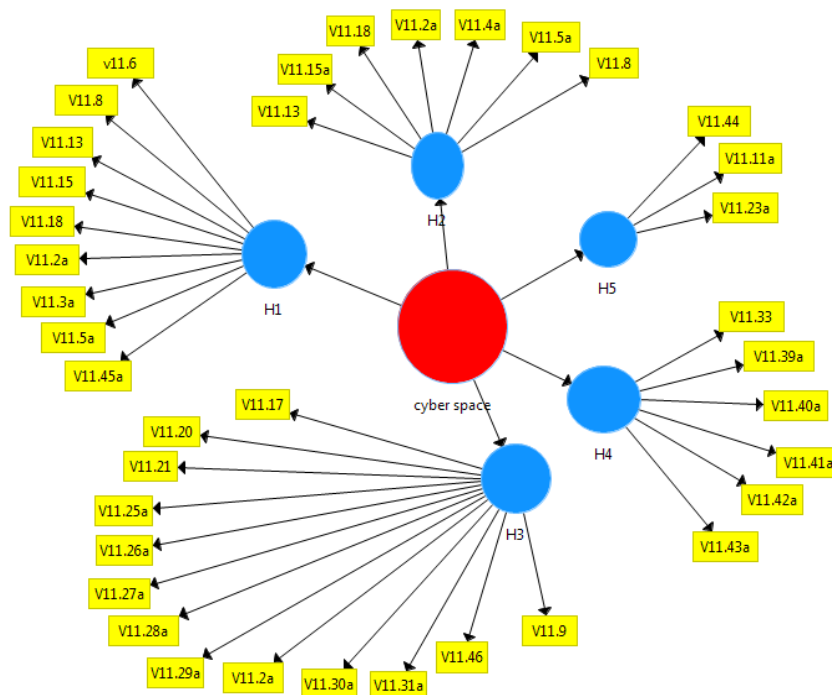 V11.18
V11.2a
V11.4a
V11.5a
V11.8
V11.15a
V11.13
H2
v11.6
V11.8
V11.13
V11.15
V11.18
V11.2a
V11.3a
V11.5a
V11.45a
H1
V11.44
V11.11a
V11.23a
H5
cyber space
V11.33
V11.39a
V11.40a
V11.41a
V11.42a
V11.43a
H4
V11.17
V11.20
V11.21
V11.25a
V11.26a
V11.27a
V11.28a
V11.29a
V11.2a
V11.30a
V11.31a
V11.46
V11.9
H3